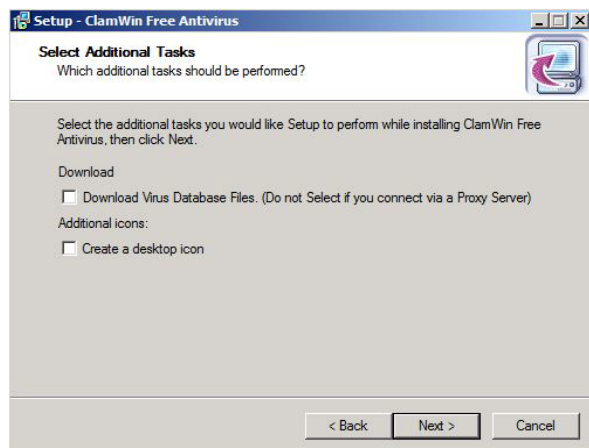 Setup - ClamWin Free Antivirus
Select Additional Tasks
Which additional tasks should be performed?
Select the additional tasks you would like Setup to perform while installing ClamWin Free
Antivirus, then click Next.
Download
Download Virus Database Files. (Do not Select if you connect via a Proxy Server)
Additional icons:
Create a desktop icon
< Back Next > Cancel